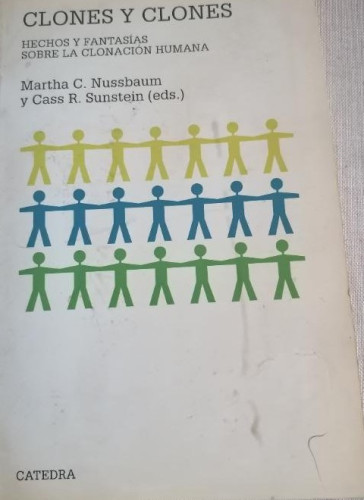 CLONES Y CLONES
HECHOS Y FANTASÍAS
SOBRE LA CLONACIÓN HUMANA
Martha C. Nussbaum
y Cass R. Sunstein (eds.)
CATEDRA